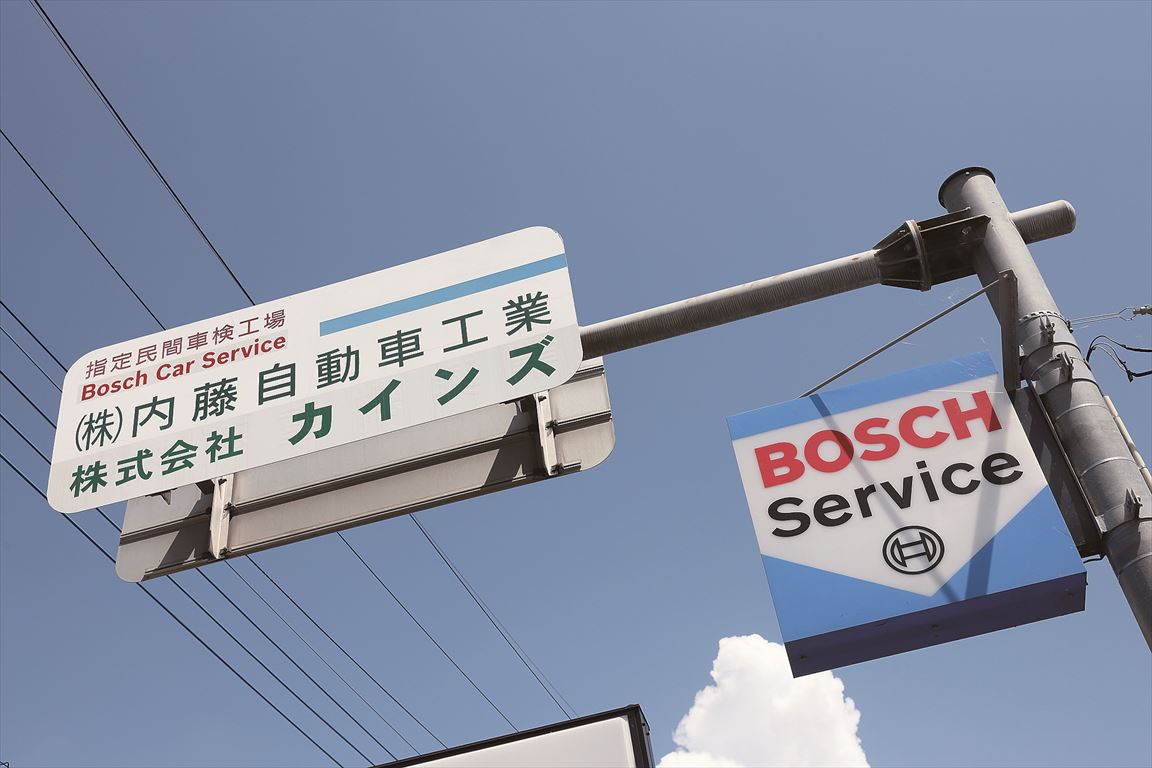 指定民間車検工場
Bosch Car Service
(株)内藤自動車工業
株式会社 カインズ
BOSCH
Service